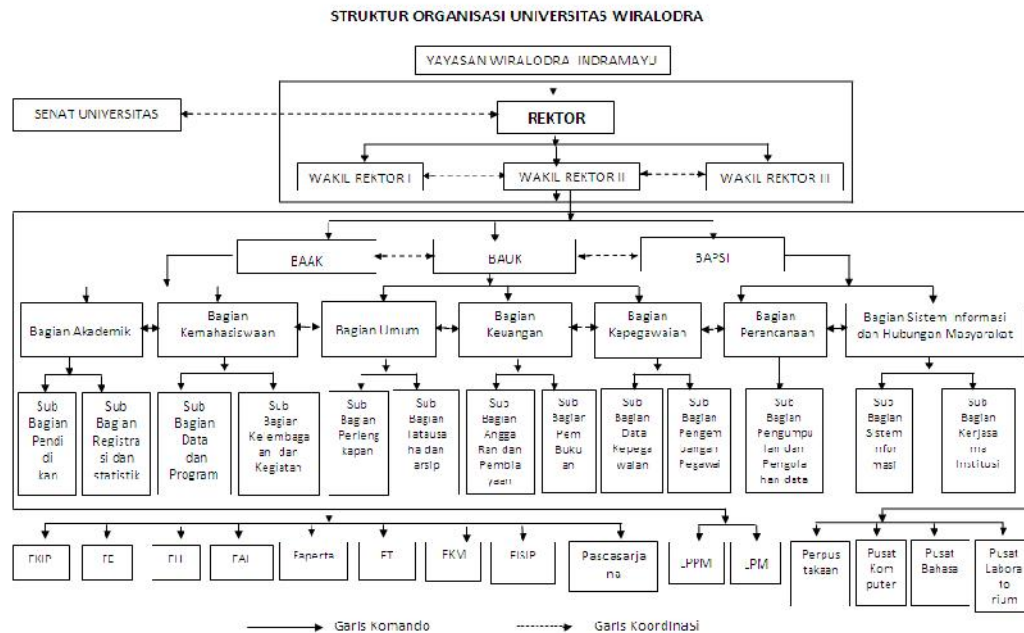 STRUKTUR ORGANISASI UNIVERSITAS WIRALODRA
YAYASAN WIRALODRA INDRAMAYU
SENAT UNIVERSITAS
REKTOR
WAKIL REKTOR I
WAKIL REKTOR II
WAKIL REKTOR III
BAAK
BAUK
BAPSI
Bagian Akademik
Bagian
Kemahasiswaan
Bagian Umum
Bagian
Keuangan
Bagian
Kepegawaian
Bagian
Perencanaan
Bagian Sistem Informasi
dan Hubungan Masyarakat
Sub
Bagian
Pendi
di
kan
Sub
Bagian
Registra
si dan
statistik
Sub
Bagian
Data
dan
Program
Sub
Bagian
Kelembaga
an dan
Kegiatan
Sub
Bagian
Perleng
kapan
Sub
Bagian
Tatausa
ha dan
arsip
Sub
Bagian
Angga
Ran dan
Pembia
yaan
Sub
Bagian
Pem
Buku
an
Sub
Bagian
Data
Kepega
waian
Sub
Bagian
Pengem
bangan
Pegawai
Sub
Bagian
Pengumpu
lan dan
Pengola
han data
Sub
Bagian
Sistem
Infor
masi
Sub
Bagian
Kerjasa
ma
Institusi
FKIP
FE
FH
FAI
Faperta
FT
FKM
FISIP
Pascasarja
na
LPPM
LPM
Perpus
takaan
Pusat
Kom
puter
Pusat
Bahasa
Pusat
Labora
to
rium
Garis Komando
Garis Koordinasi